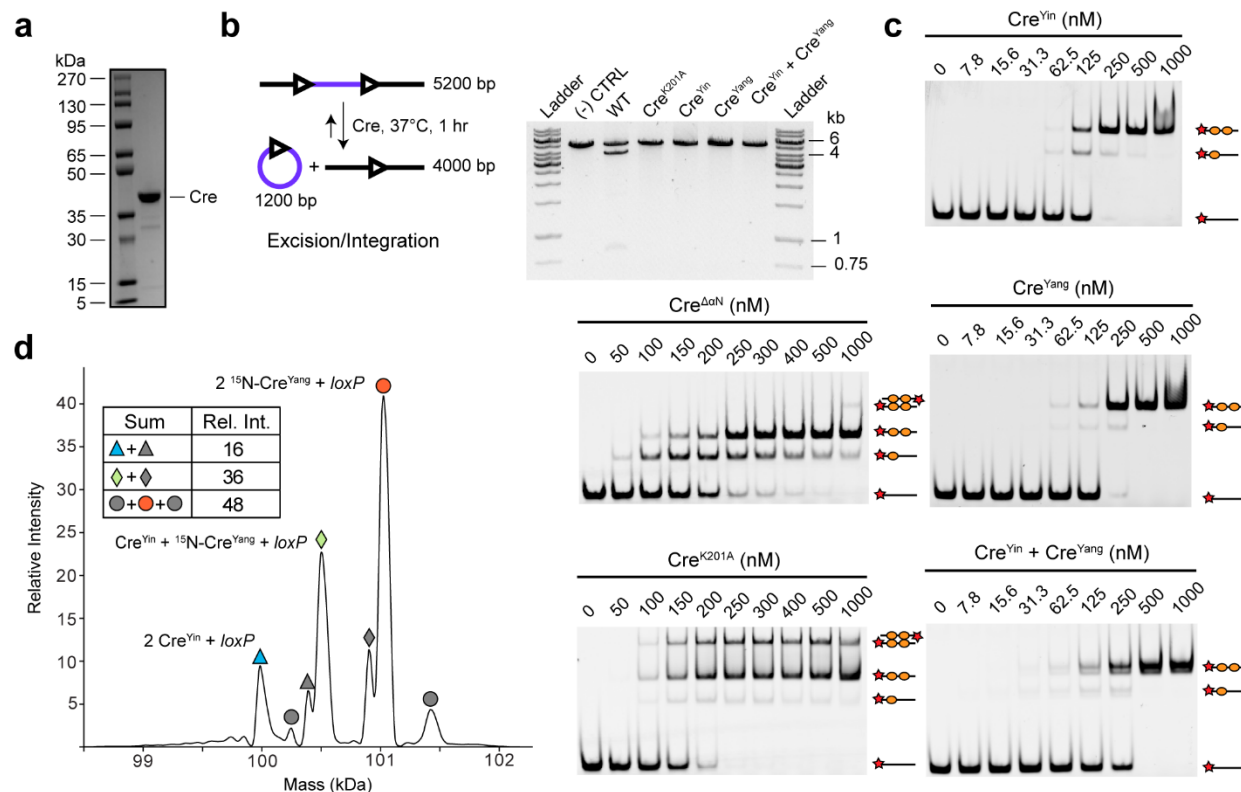 a
kDa
270
130
95
65
50
35
30
15
5
Cre
b
5200 bp
Cre, 37°C, 1 hr
+
4000 bp
1200 bp
Excision/Integration
Ladder
(-) CTRL
WT
Cre^K201A
Cre^Yin
Cre^Yang
Cre^Yin + Cre^Yang
Ladder
kb
6
4
1
0.75
c
Cre^Yin (nM)
0 7.8 15.6 31.3 62.5 125 250 500 1000
Cre^ΔαN (nM)
0 50 100 150 200 250 300 400 500 1000
Cre^Yang (nM)
0 7.8 15.6 31.3 62.5 125 250 500 1000
Cre^K201A (nM)
0 50 100 150 200 250 300 400 500 1000
Cre^Yin + Cre^Yang (nM)
0 7.8 15.6 31.3 62.5 125 250 500 1000
d
2 ¹⁵N-Cre^Yang + loxP
Sum Rel. Int.
+ 16
+ 36
+ + 48
Cre^Yin + ¹⁵N-Cre^Yang + loxP
2 Cre^Yin + loxP
Relative Intensity
40
35
30
25
20
15
10
5
99 100 101 102
Mass (kDa)